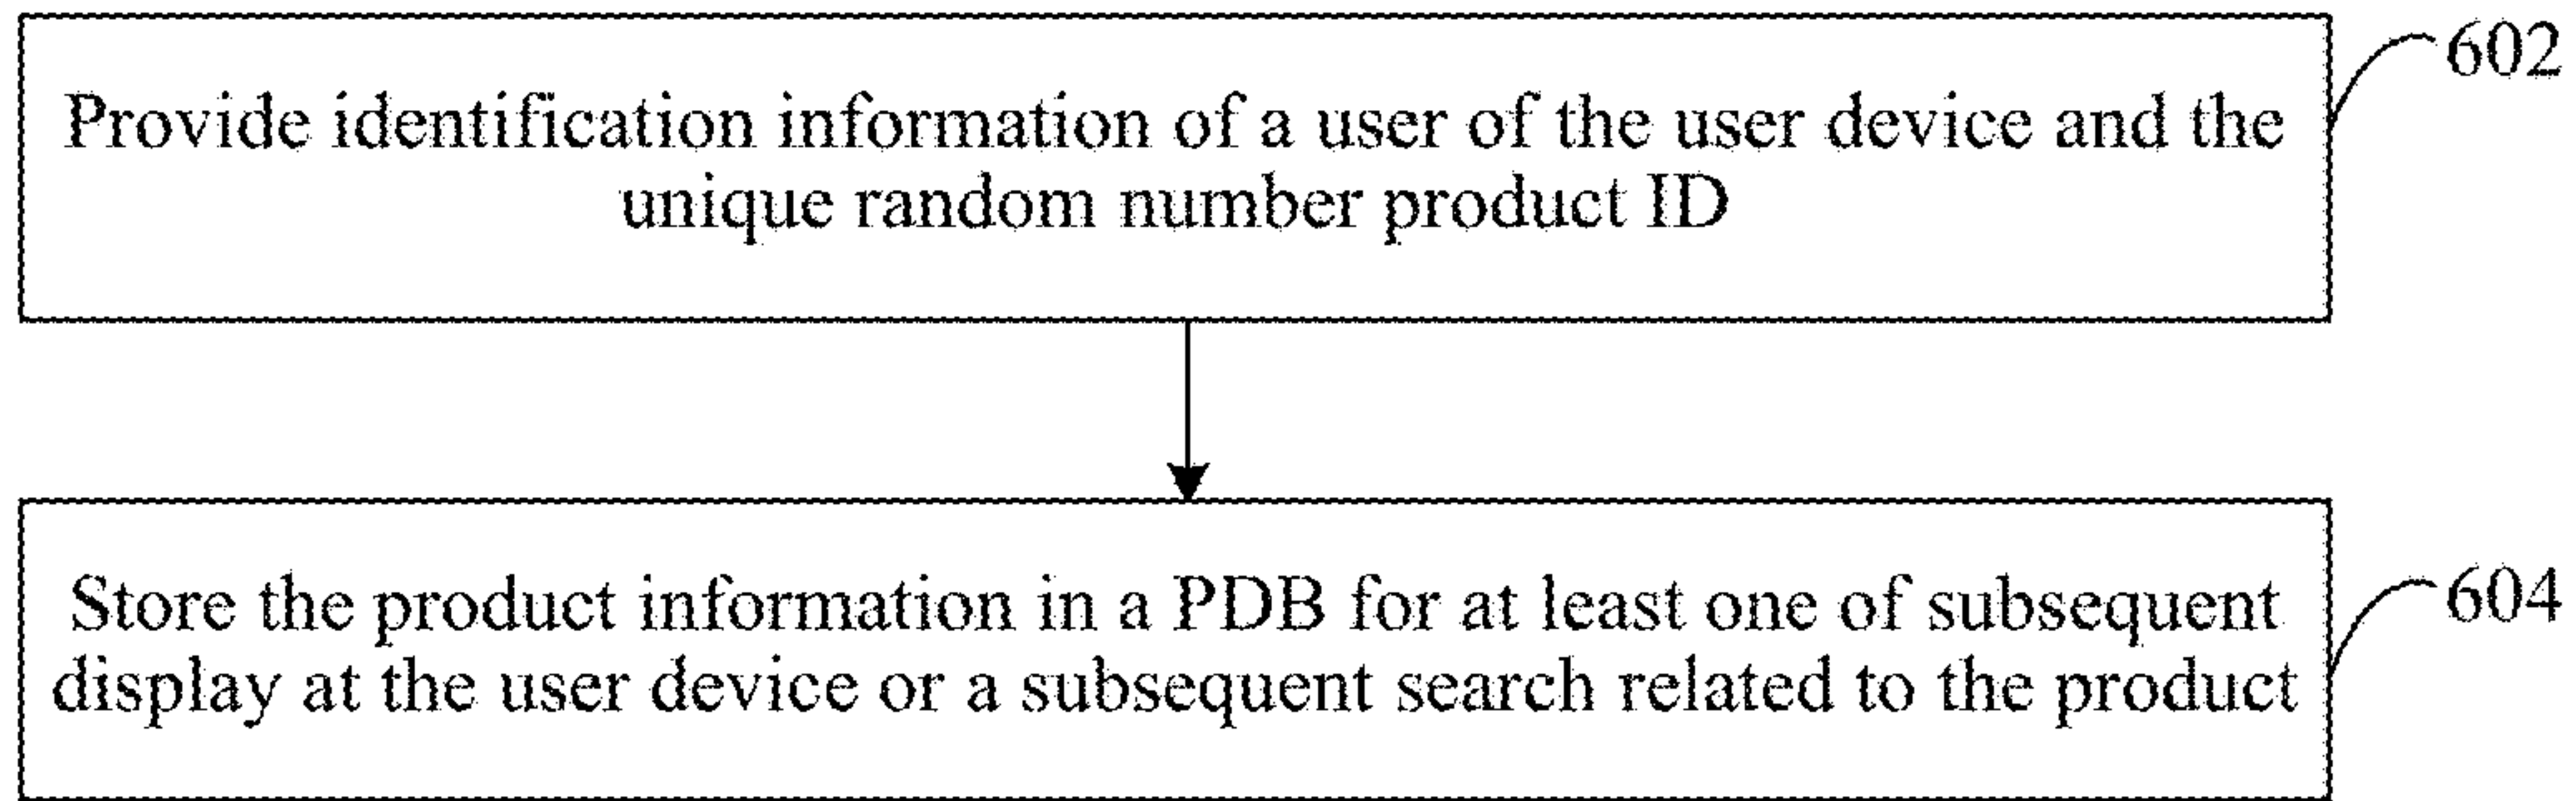 602
Provide identification information of a user of the user device and the
unique random number product ID
604
Store the product information in a PDB for at least one of subsequent
display at the user device or a subsequent search related to the product